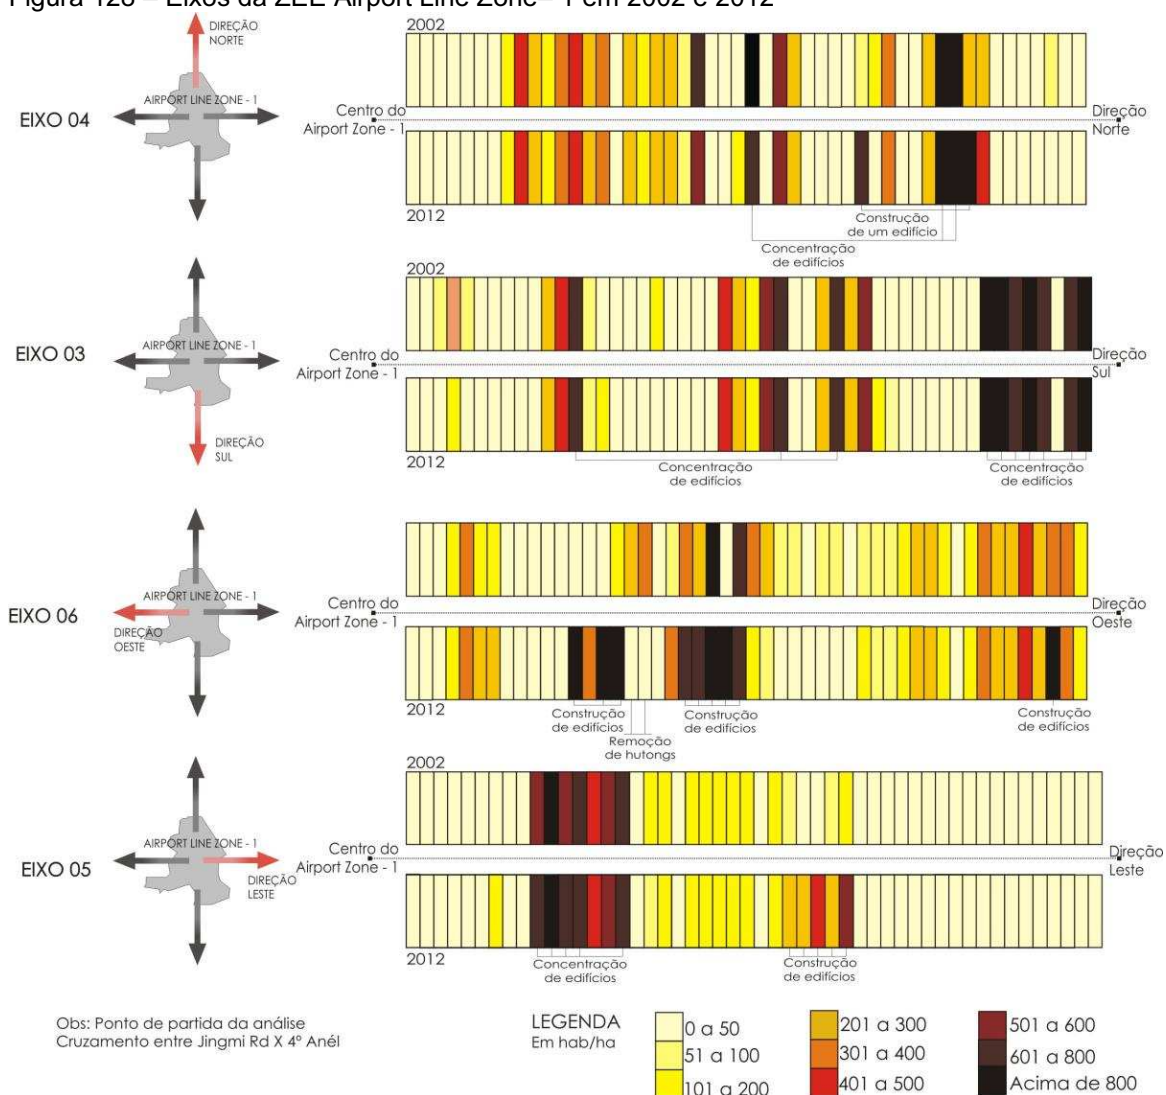 Figura 128 – Eixos da ZEE Airport Line Zone– 1 em 2002 e 2012
DIREÇÃO
NORTE
AIRPORT LINE ZONE - 1
EIXO 04
2002
Centro do
Airport Zone - 1
Direção
Norte
2012
Construção
de um edifício
Concentração
de edifícios
EIXO 03
AIRPORT LINE ZONE - 1
DIREÇÃO
SUL
2002
Centro do
Airport Zone - 1
Direção
Sul
2012
Concentração
de edifícios
Concentração
de edifícios
EIXO 06
AIRPORT LINE ZONE - 1
DIREÇÃO
OESTE
Centro do
Airport Zone - 1
Direção
Oeste
2012
Construção
de edifícios
Remoção
de hutongs
Construção
de edifícios
Construção
de edifícios
EIXO 05
AIRPORT LINE ZONE - 1
DIREÇÃO
LESTE
2002
Centro do
Airport Zone - 1
Direção
Leste
2012
Concentração
de edifícios
Construção
de edifícios
Obs: Ponto de partida da análise
Cruzamento entre Jingmi Rd X 4º Anél
LEGENDA
Em hab/ha
0 a 50
51 a 100
101 a 200
201 a 300
301 a 400
401 a 500
501 a 600
601 a 800
Acima de 800